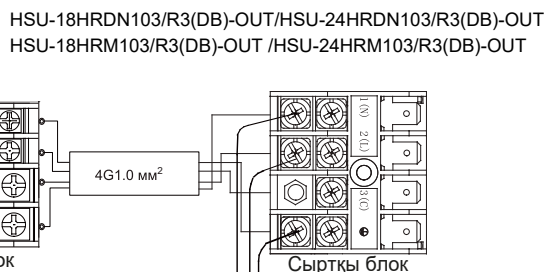 HSU-18HRDN103/R3(DB)-OUT/HSU-24HRDN103/R3(DB)-OUT
HSU-18HRM103/R3(DB)-OUT /HSU-24HRM103/R3(DB)-OUT
1 (N)
2 (L)
3 (C)
4G1.0 мм²
Сыртқы блок